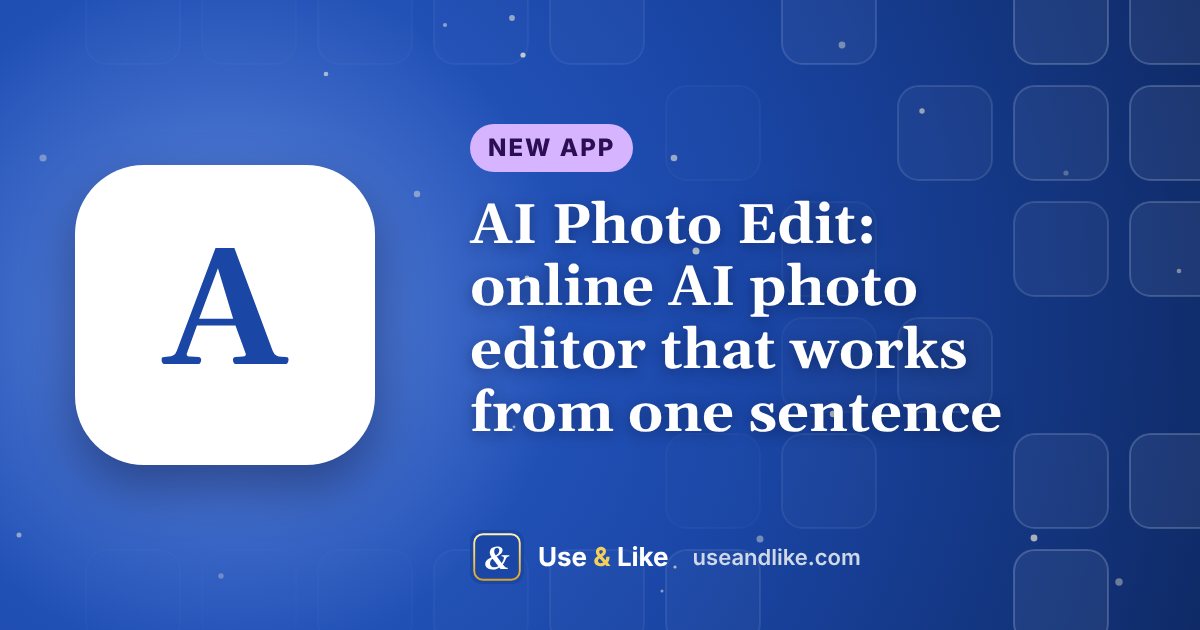 A
NEW APP
AI Photo Edit:
online AI photo
editor that works
from one sentence
& Use & Like useandlike.com